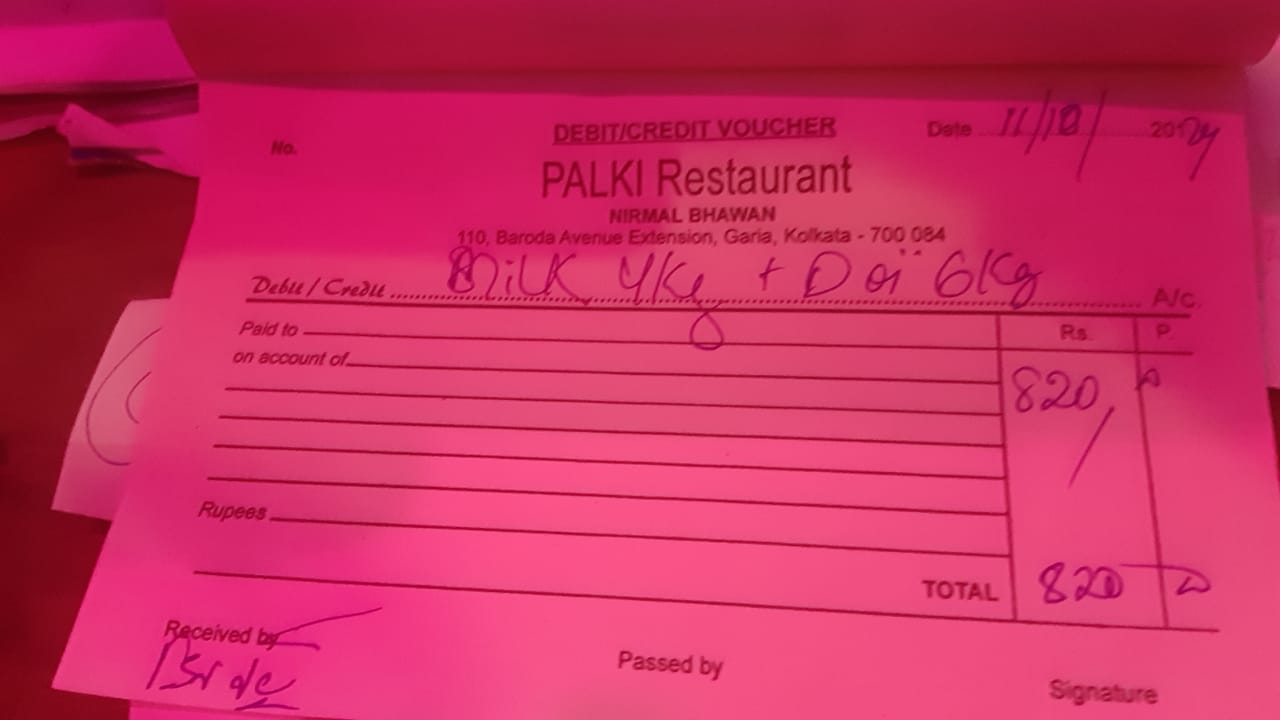 DEBIT/CREDIT VOUCHER
No.
Date 11/10/ 2024
PALKI Restaurant
NIRMAL BHAWAN
110, Baroda Avenue Extension, Garia, Kolkata - 700 084
Debit / Credit Milk 4kg + Doi 6kg A/c.
Paid to Rs. P.
on account of 820/
Rupees
TOTAL 820
Received by
Passed by
Signature